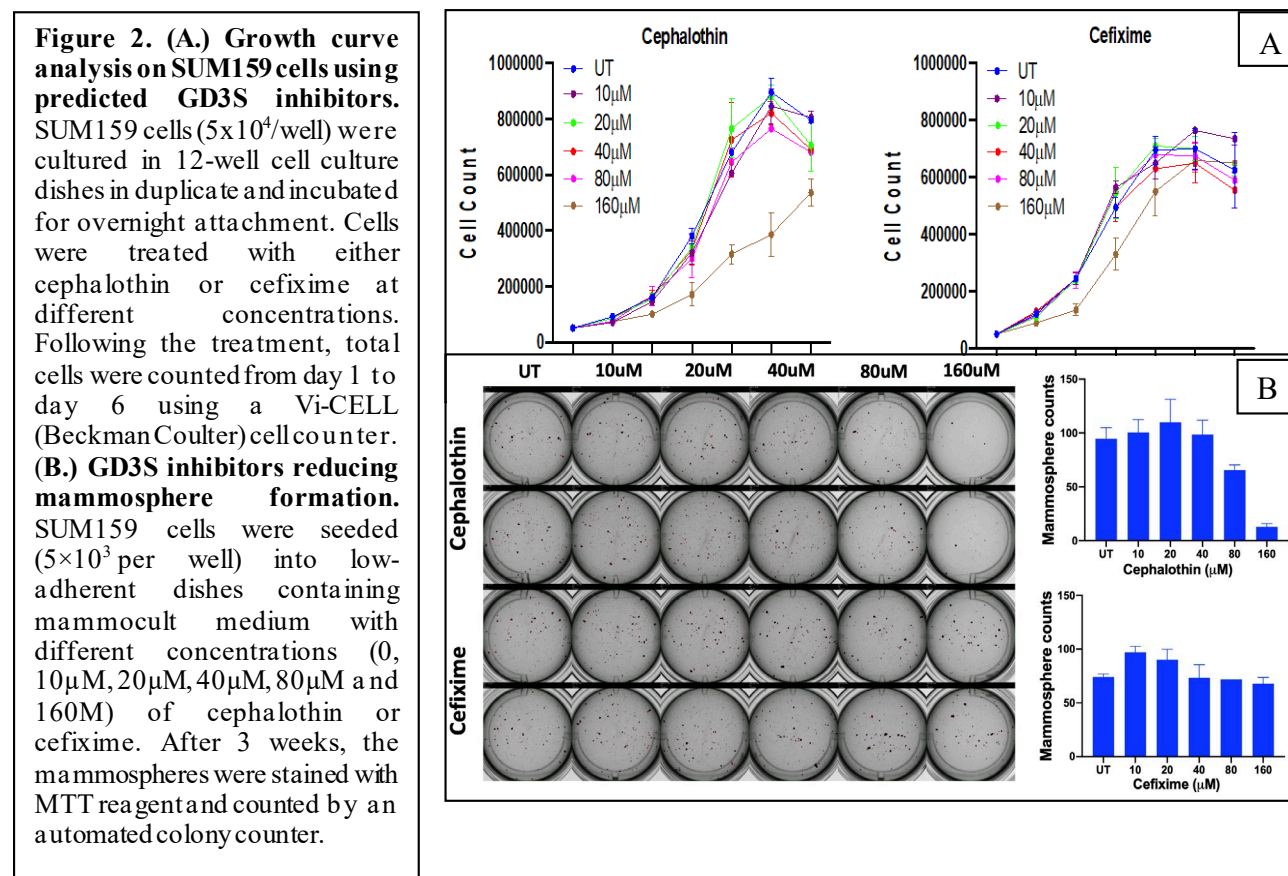 Figure 2. (A.) Growth curve
analysis on SUM159 cells using
predicted GD3S inhibitors.
SUM159 cells (5x10⁴/well) were
cultured in 12-well cell culture
dishes in duplicate and incubated
for overnight attachment. Cells
were treated with either
cephalothin or cefixime at
different concentrations.
Following the treatment, total
cells were counted from day 1 to
day 6 using a Vi-CELL
(Beckman Coulter) cell counter.
(B.) GD3S inhibitors reducing
mammosphere formation.
SUM159 cells were seeded
(5×10³ per well) into low-
adherent dishes containing
mammocult medium with
different concentrations (0,
10µM, 20µM, 40µM, 80µM and
160M) of cephalothin or
cefixime. After 3 weeks, the
mammospheres were stained with
MTT reagent and counted by an
automated colony counter.
A
Cephalothin
Cell Count
1000000
800000
600000
400000
200000
0
UT
10µM
20µM
40µM
80µM
160µM
Cefixime
Cell Count
1000000
800000
600000
400000
200000
0
UT
10µM
20µM
40µM
80µM
160µM
B
UT 10uM 20uM 40uM 80uM 160uM
Cephalothin
Cefixime
Mammosphere counts
150
100
50
0
UT 10 20 40 80 160
Cephalothin (µM)
Mammosphere counts
150
100
50
0
UT 10 20 40 80 160
Cefixime (µM)